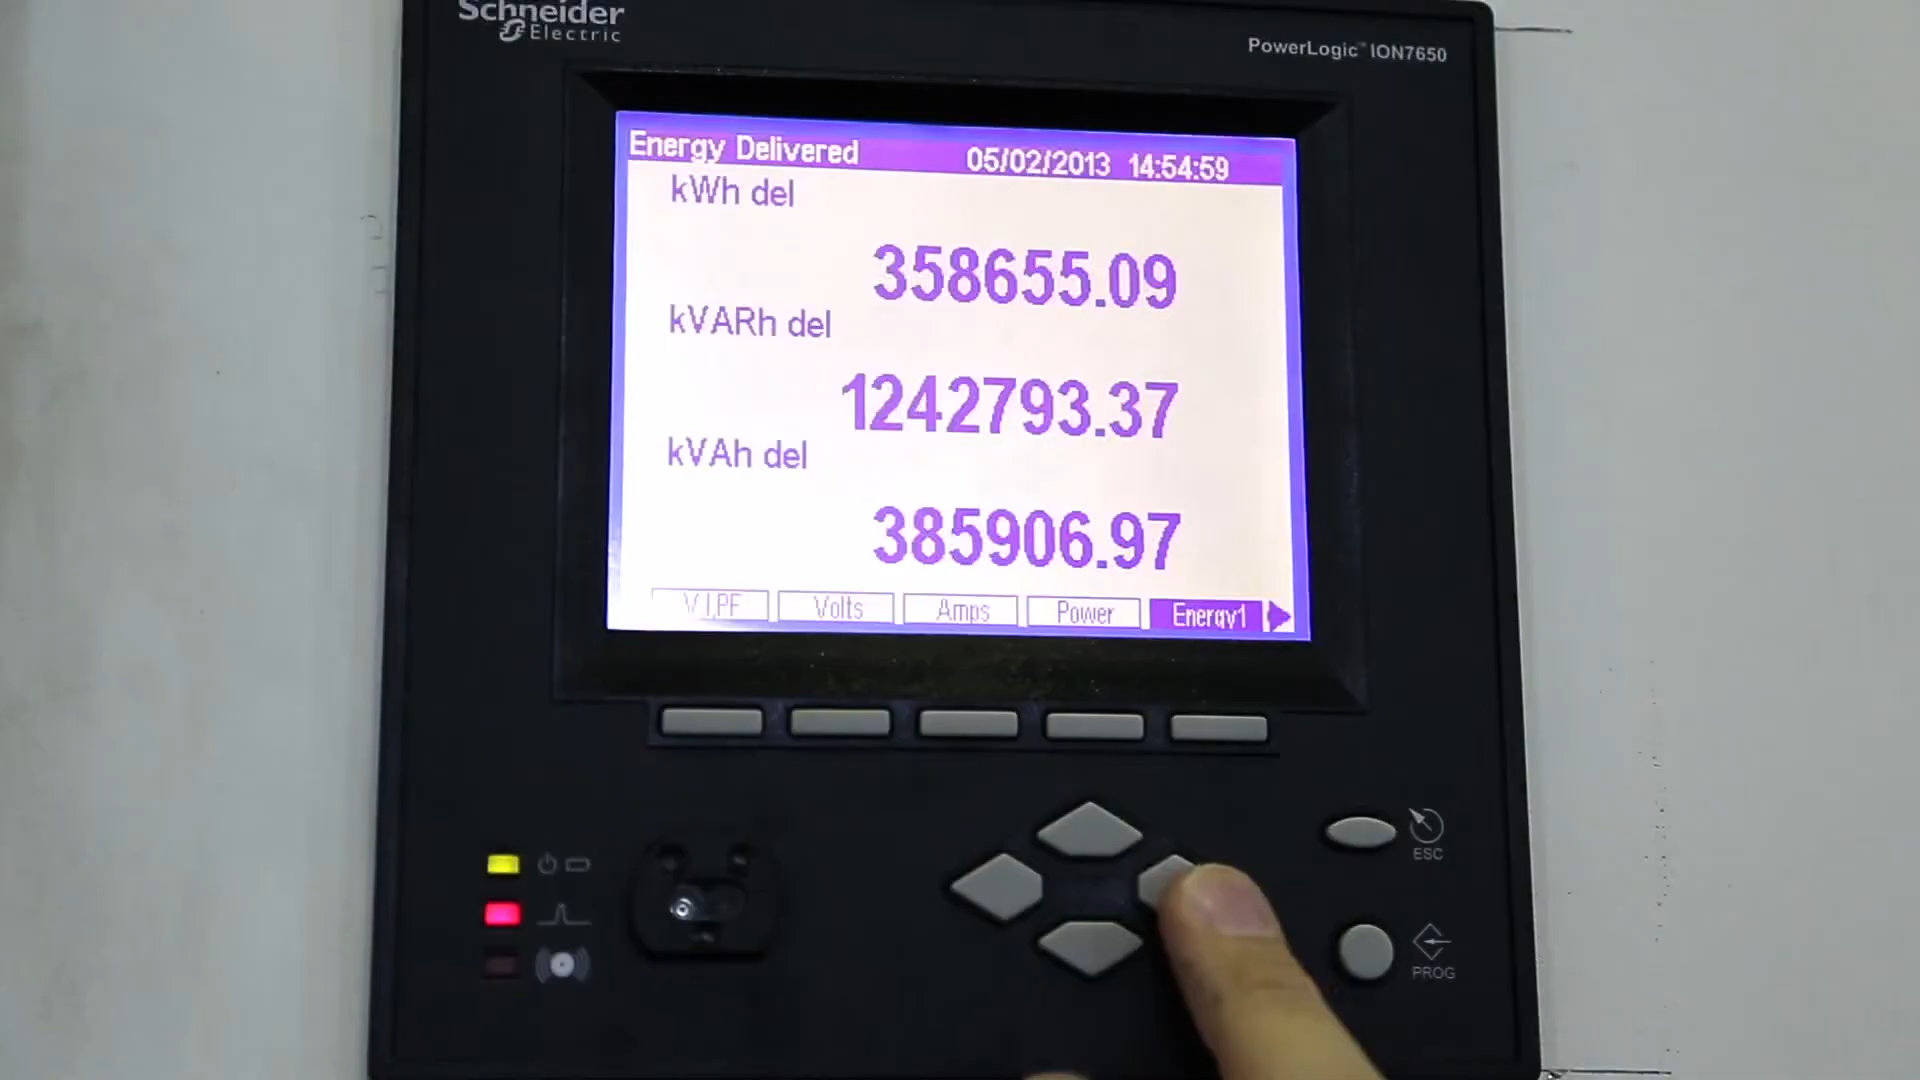 Schneider
Electric
PowerLogic™ ION7650
Energy Delivered 05/02/2013 14:54:59
kWh del
358655.09
kVARh del
1242793.37
kVAh del
385906.97
V,I,PF Volts Amps Power Energy1
ESC
PROG